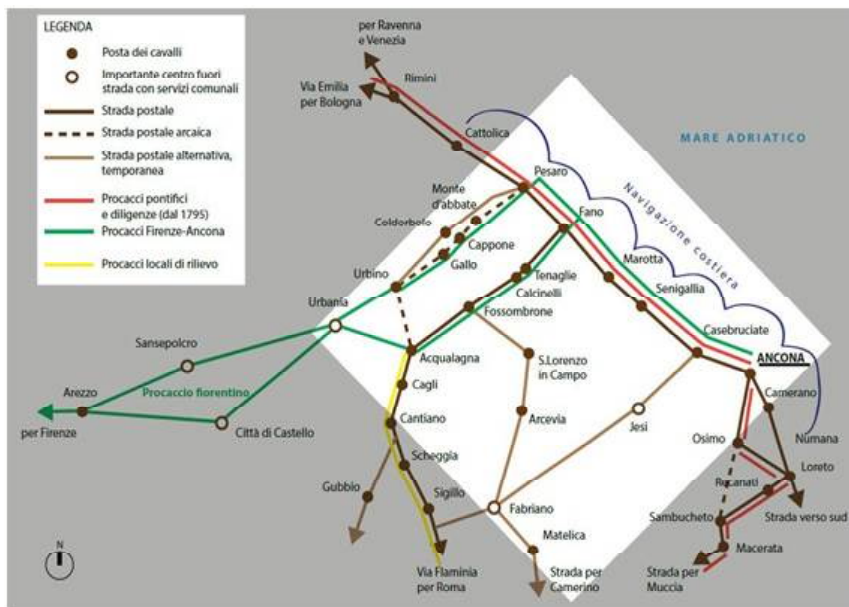 LEGENDA
Posta dei cavalli
Importante centro fuori
strada con servizi comunali
Strada postale
Strada postale arcaica
Strada postale alternativa,
temporanea
Procacci pontifici
e diligenze (dal 1795)
Procacci Firenze-Ancona
Procacci locali di rilievo
per Ravenna
e Venezia
Rimini
Via Emilia
per Bologna
Cattolica
MARE ADRIATICO
Pesaro
Navigazione costiera
Monte
d'abbate
Fano
Coldorbolo
Cappone
Gallo
Marotta
Urbino
Tenaglie
Calcinelli
Senigallia
Urbania
Fossombrone
Casebruciate
Sansepolcro
Acqualagna
S.Lorenzo
in Campo
ANCONA
Arezzo
Procaccio fiorentino
Cagli
Camerano
per Firenze
Città di Castello
Cantiano
Arcevia
Jesi
Osimo
Numana
Scheggia
Loreto
Gubbio
Sigillo
Recanati
Fabriano
Sambucheto
Strada verso sud
Matelica
Macerata
N
Via Flaminia
per Roma
Strada per
Camerino
Strada per
Muccia